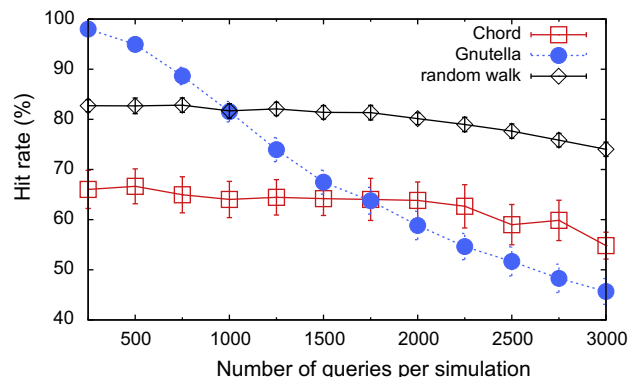 100
90
80
70
60
50
40
Hit rate (%)
Chord
Gnutella
random walk
500 1000 1500 2000 2500 3000
Number of queries per simulation